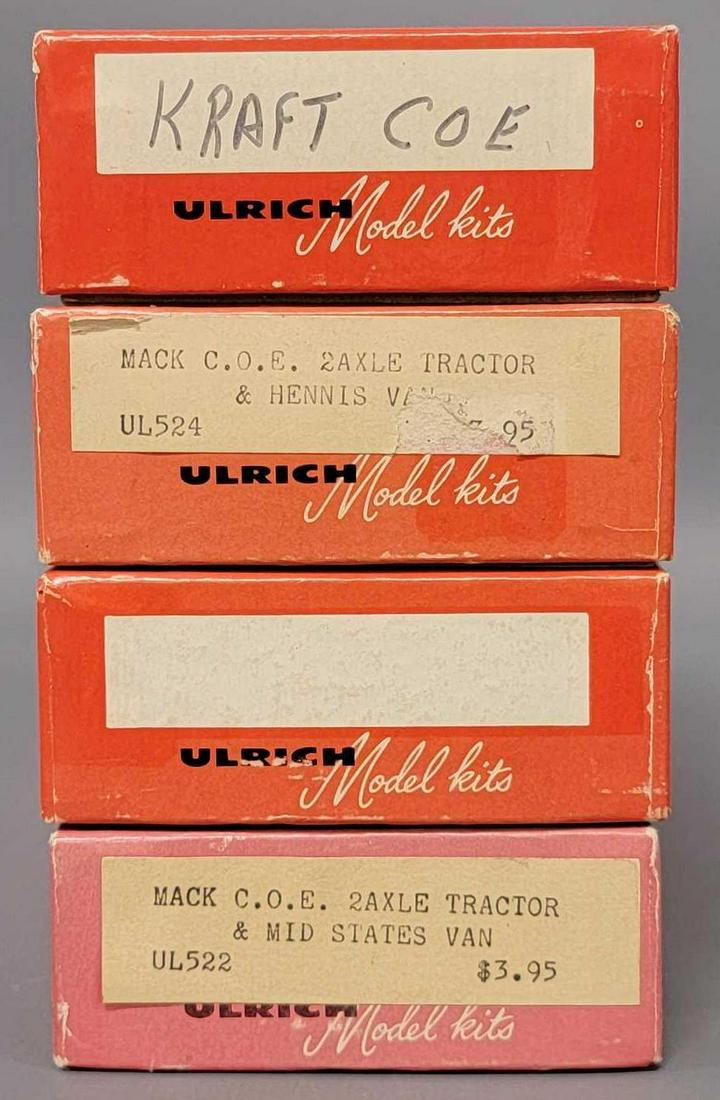 KRAFT COE
ULRICH Model kits
MACK C.O.E. 2AXLE TRACTOR
& HENNIS VAN
UL524 .95
ULRICH Model kits
ULRICH Model kits
MACK C.O.E. 2AXLE TRACTOR
& MID STATES VAN
UL522 $3.95
ULRICH Model kits